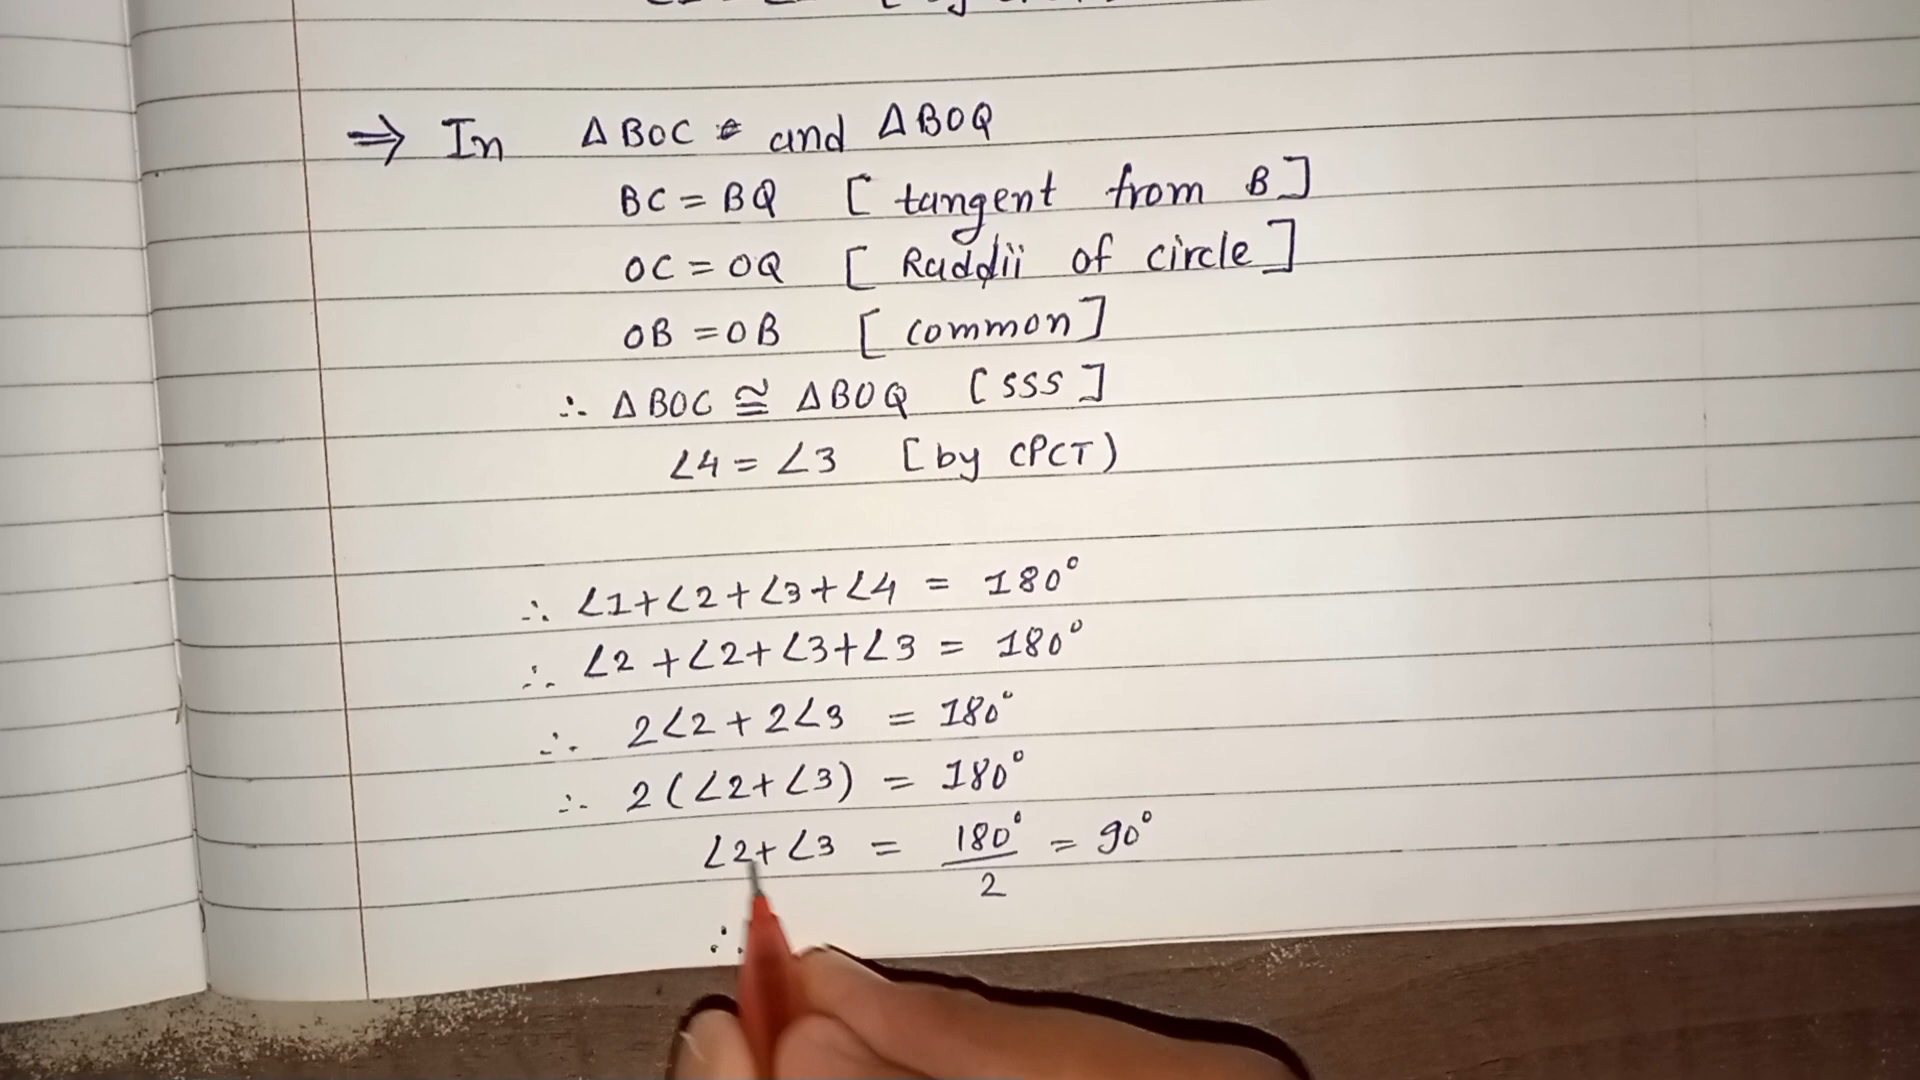 ⇒ In ΔBOC and ΔBOQ
BC = BQ [tangent from B]
OC = OQ [Raddii of circle]
OB = OB [common]
∴ ΔBOC ≅ ΔBOQ [SSS]
∠4 = ∠3 [by CPCT)
∴ ∠1+∠2+∠3+∠4 = 180°
∴ ∠2+∠2+∠3+∠3 = 180°
∴ 2∠2 + 2∠3 = 180°
∴ 2(∠2+∠3) = 180°
∠2+∠3 = 180°/2 = 90°
∴